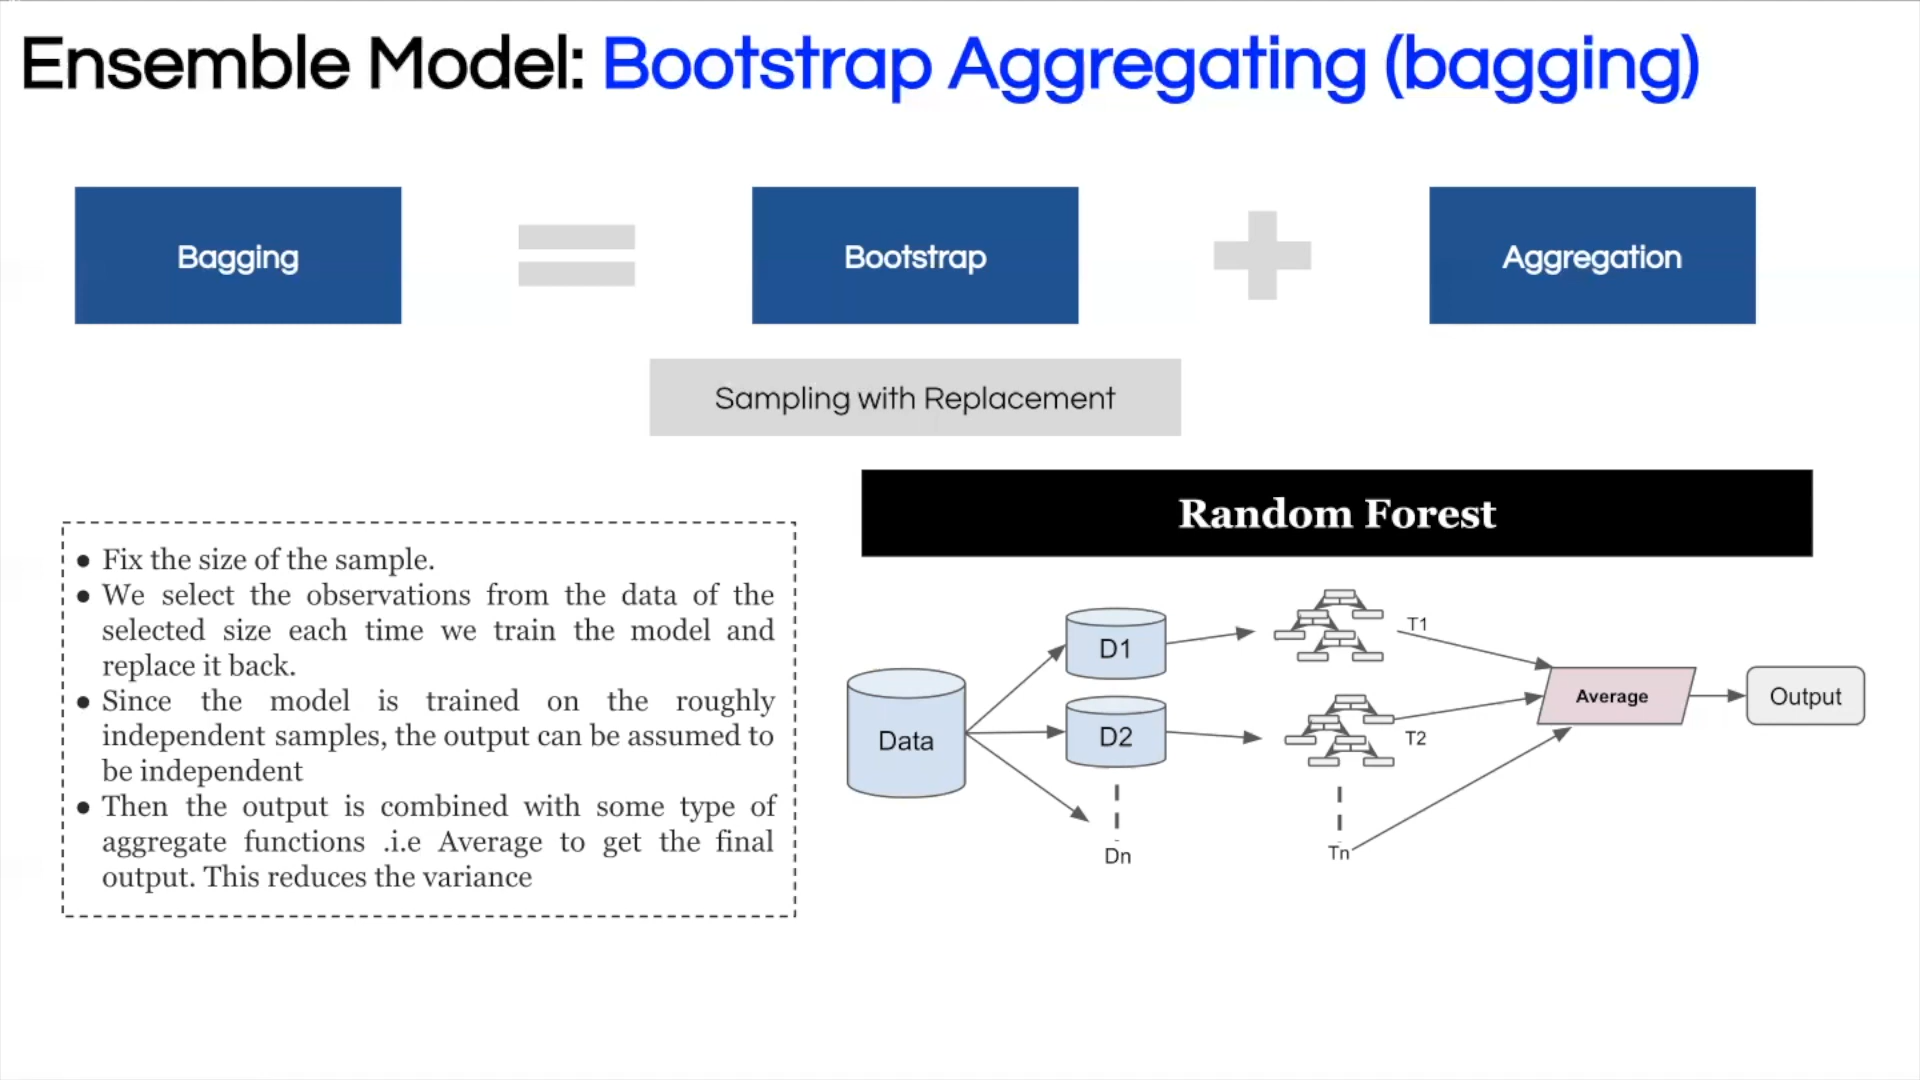 Ensemble Model: Bootstrap Aggregating (bagging)
Bagging
Bootstrap
Aggregation
Sampling with Replacement
Random Forest
● Fix the size of the sample.
● We select the observations from the data of the
selected size each time we train the model and
replace it back.
● Since the model is trained on the roughly
independent samples, the output can be assumed to
be independent
● Then the output is combined with some type of
aggregate functions .i.e Average to get the final
output. This reduces the variance
Data
D1
D2
Dn
T1
T2
Tn
Average
Output